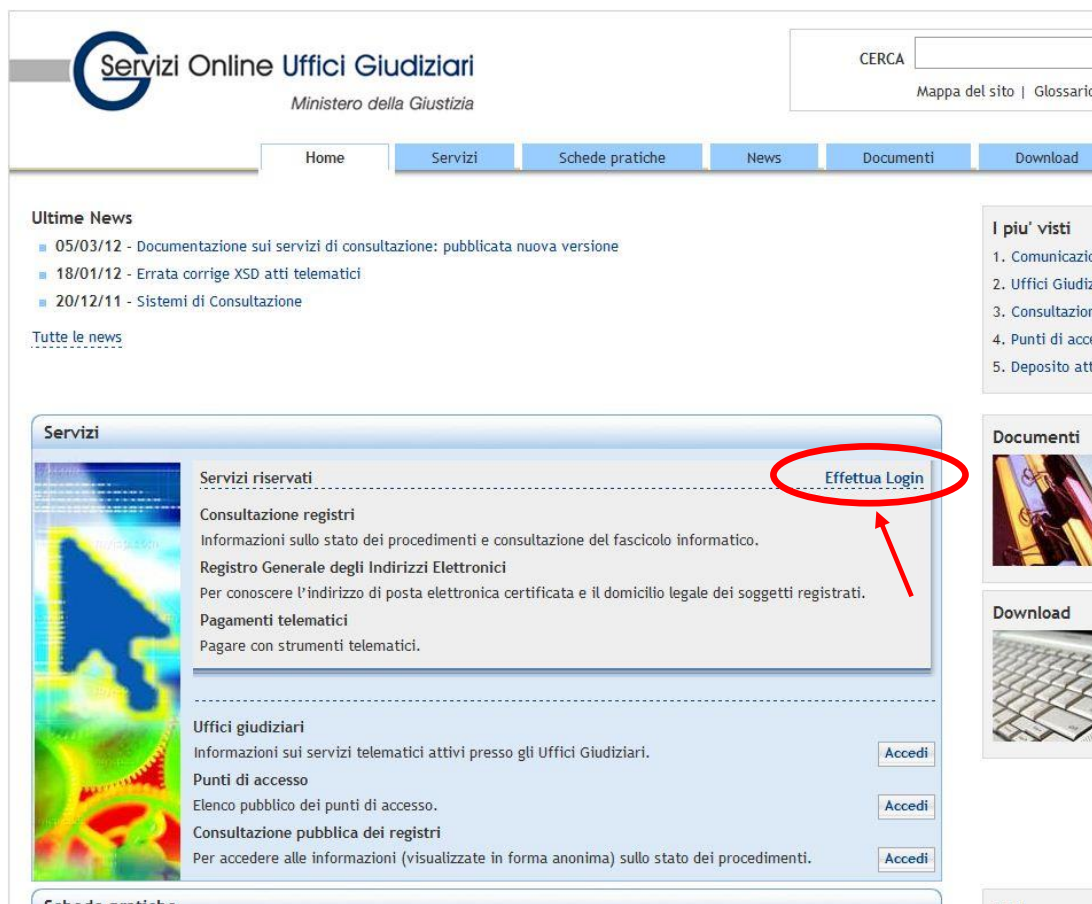 Servizi Online Uffici Giudiziari
Ministero della Giustizia
CERCA
Mappa del sito |
Home
Servizi
Schede pratiche
News
Documenti
Download
Ultime News
05/03/12 - Documentazione sui servizi di consultazione: pubblicata nuova versione
18/01/12 - Errata corrige XSD atti telematici
20/12/11 - Sistemi di Consultazione
Tutte le news
I piu' visti
1.
2. Uffici
3.
4. Punti di
5. Deposito
Servizi
Servizi riservati
Effettua Login
Consultazione registri
Informazioni sullo stato dei procedimenti e consultazione del fascicolo informatico.
Registro Generale degli Indirizzi Elettronici
Per conoscere l'indirizzo di posta elettronica certificata e il domicilio legale dei soggetti registrati.
Pagamenti telematici
Pagare con strumenti telematici.
Uffici giudiziari
Informazioni sui servizi telematici attivi presso gli Uffici Giudiziari.
Accedi
Punti di accesso
Elenco pubblico dei punti di accesso.
Accedi
Consultazione pubblica dei registri
Per accedere alle informazioni (visualizzate in forma anonima) sullo stato dei procedimenti.
Accedi
Documenti
Download